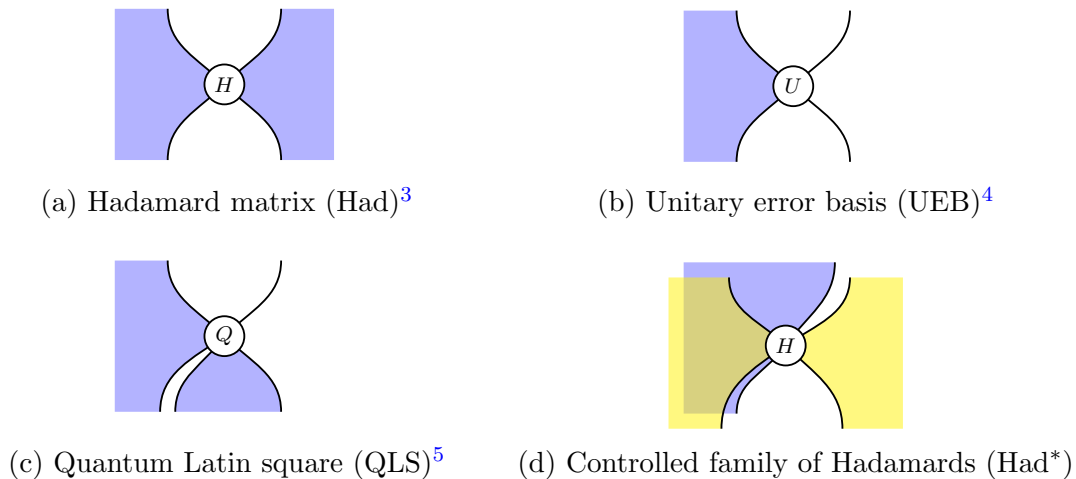 H
U
(a) Hadamard matrix (Had)3
(b) Unitary error basis (UEB)4
Q
H
(c) Quantum Latin square (QLS)5
(d) Controlled family of Hadamards (Had*)